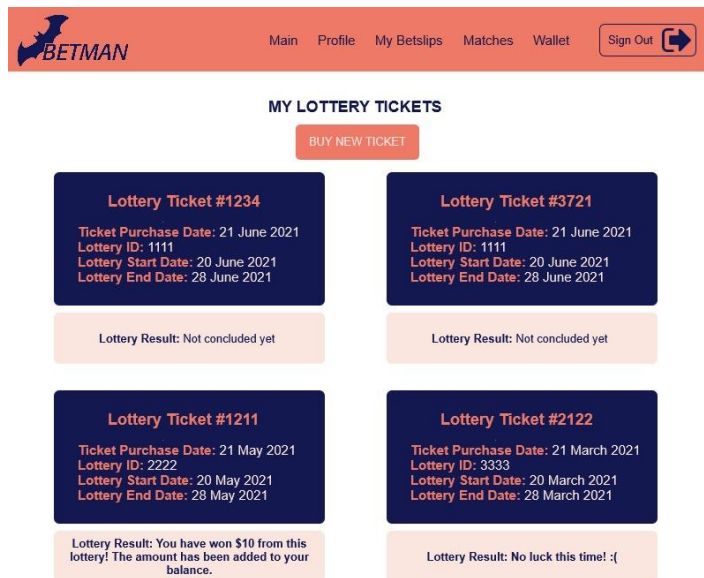 BETMAN
Main Profile My Betslips Matches Wallet Sign Out
MY LOTTERY TICKETS
BUY NEW TICKET
Lottery Ticket #1234
Ticket Purchase Date: 21 June 2021
Lottery ID: 1111
Lottery Start Date: 20 June 2021
Lottery End Date: 28 June 2021
Lottery Result: Not concluded yet
Lottery Ticket #3721
Ticket Purchase Date: 21 June 2021
Lottery ID: 1111
Lottery Start Date: 20 June 2021
Lottery End Date: 28 June 2021
Lottery Result: Not concluded yet
Lottery Ticket #1211
Ticket Purchase Date: 21 May 2021
Lottery ID: 2222
Lottery Start Date: 20 May 2021
Lottery End Date: 28 May 2021
Lottery Result: You have won $10 from this
lottery! The amount has been added to your
balance.
Lottery Ticket #2122
Ticket Purchase Date: 21 March 2021
Lottery ID: 3333
Lottery Start Date: 20 March 2021
Lottery End Date: 28 March 2021
Lottery Result: No luck this time! :(